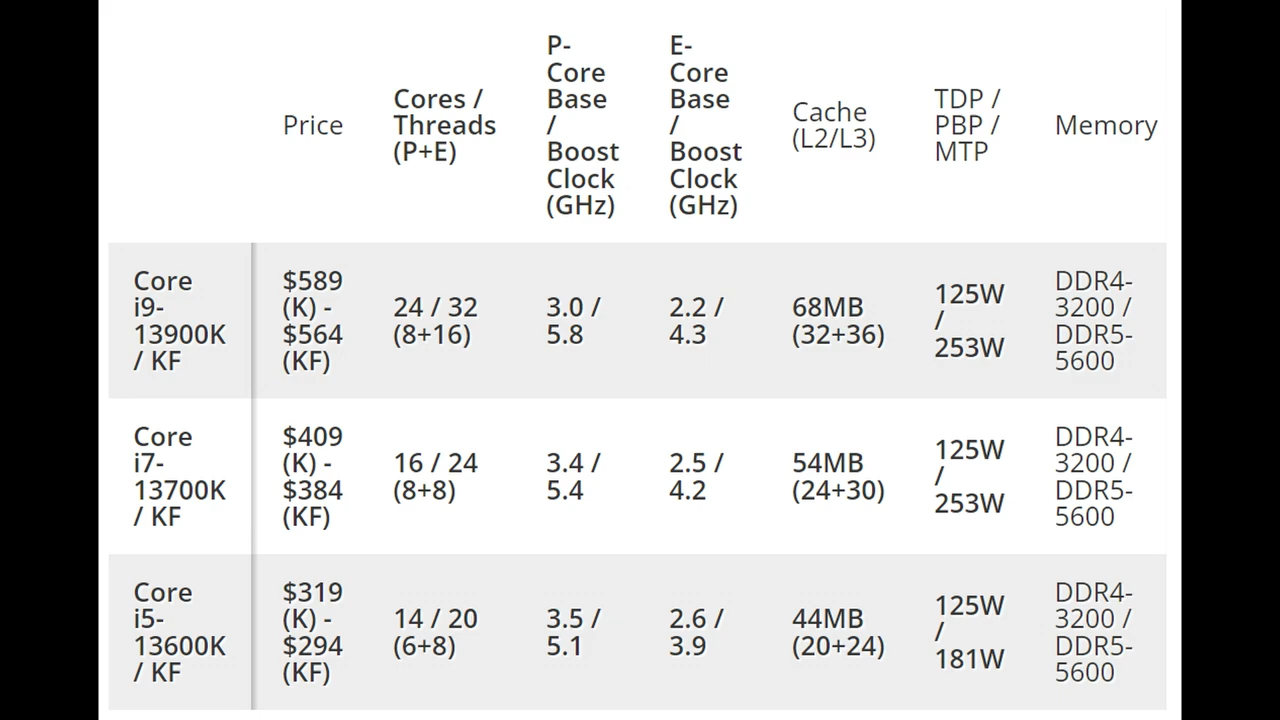 Price
Cores /
Threads
(P+E)
P-
Core
Base
/
Boost
Clock
(GHz)
E-
Core
Base
/
Boost
Clock
(GHz)
Cache
(L2/L3)
TDP /
PBP /
MTP
Memory
Core
i9-
13900K
/ KF
$589
(K) -
$564
(KF)
24 / 32
(8+16)
3.0 /
5.8
2.2 /
4.3
68MB
(32+36)
125W
/
253W
DDR4-
3200 /
DDR5-
5600
Core
i7-
13700K
/ KF
$409
(K) -
$384
(KF)
16 / 24
(8+8)
3.4 /
5.4
2.5 /
4.2
54MB
(24+30)
125W
/
253W
DDR4-
3200 /
DDR5-
5600
Core
i5-
13600K
/ KF
$319
(K) -
$294
(KF)
14 / 20
(6+8)
3.5 /
5.1
2.6 /
3.9
44MB
(20+24)
125W
/
181W
DDR4-
3200 /
DDR5-
5600